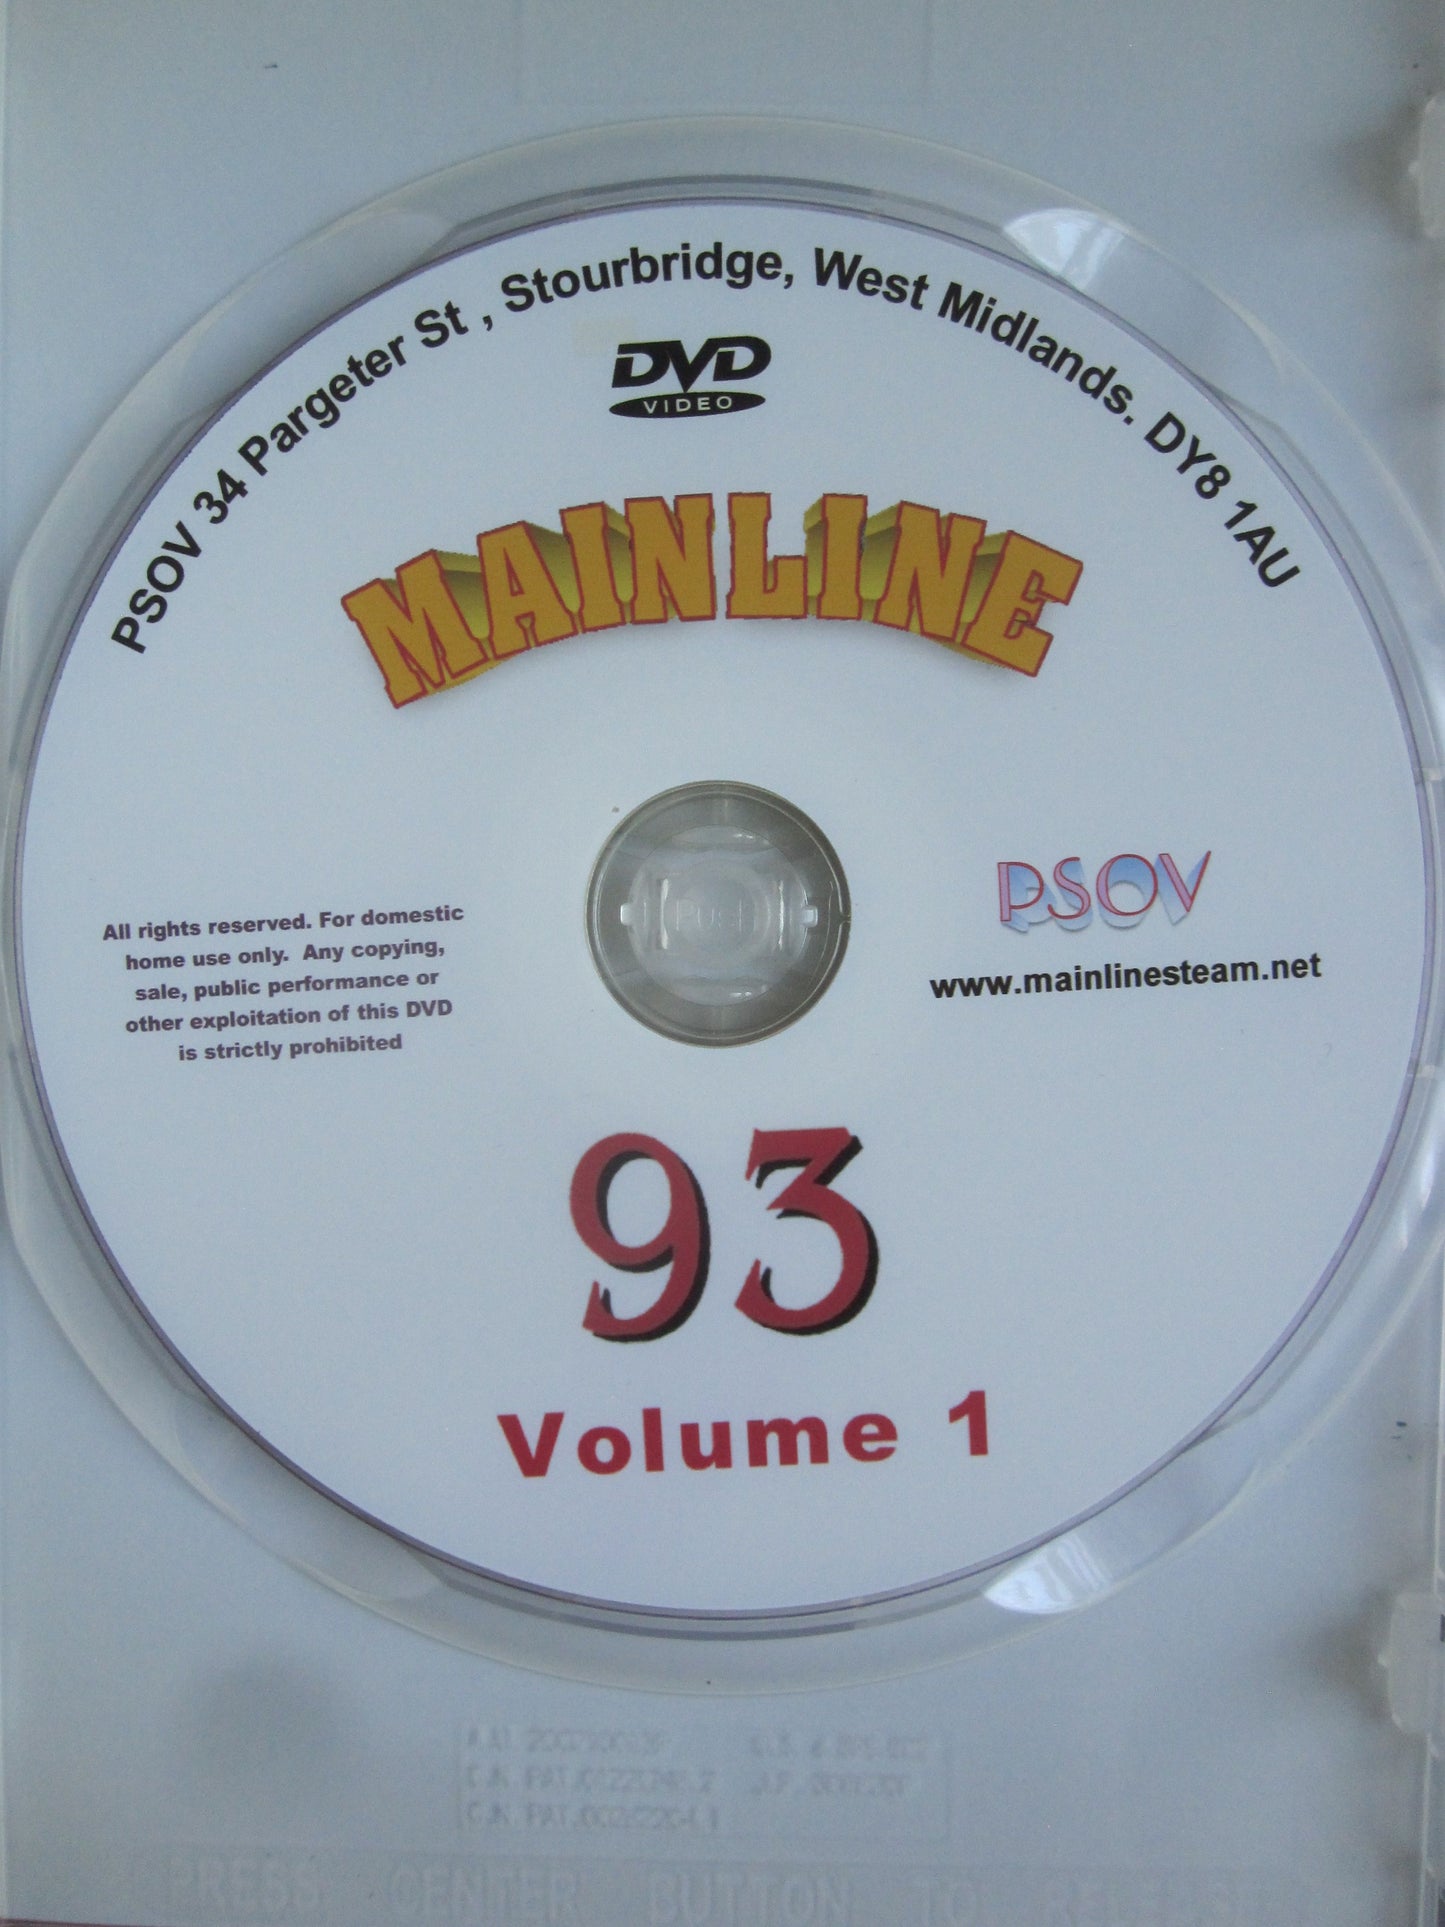 PSOV 34 Pargeter St , Stourbridge, West Midlands. DY8 1AU
DVD
VIDEO
MAINLINE
All rights reserved. For domestic
home use only. Any copying,
sale, public performance or
other exploitation of this DVD
is strictly prohibited
PSOV
www.mainlinesteam.net
93
Volume 1
PRESS CENTER BUTTON TO